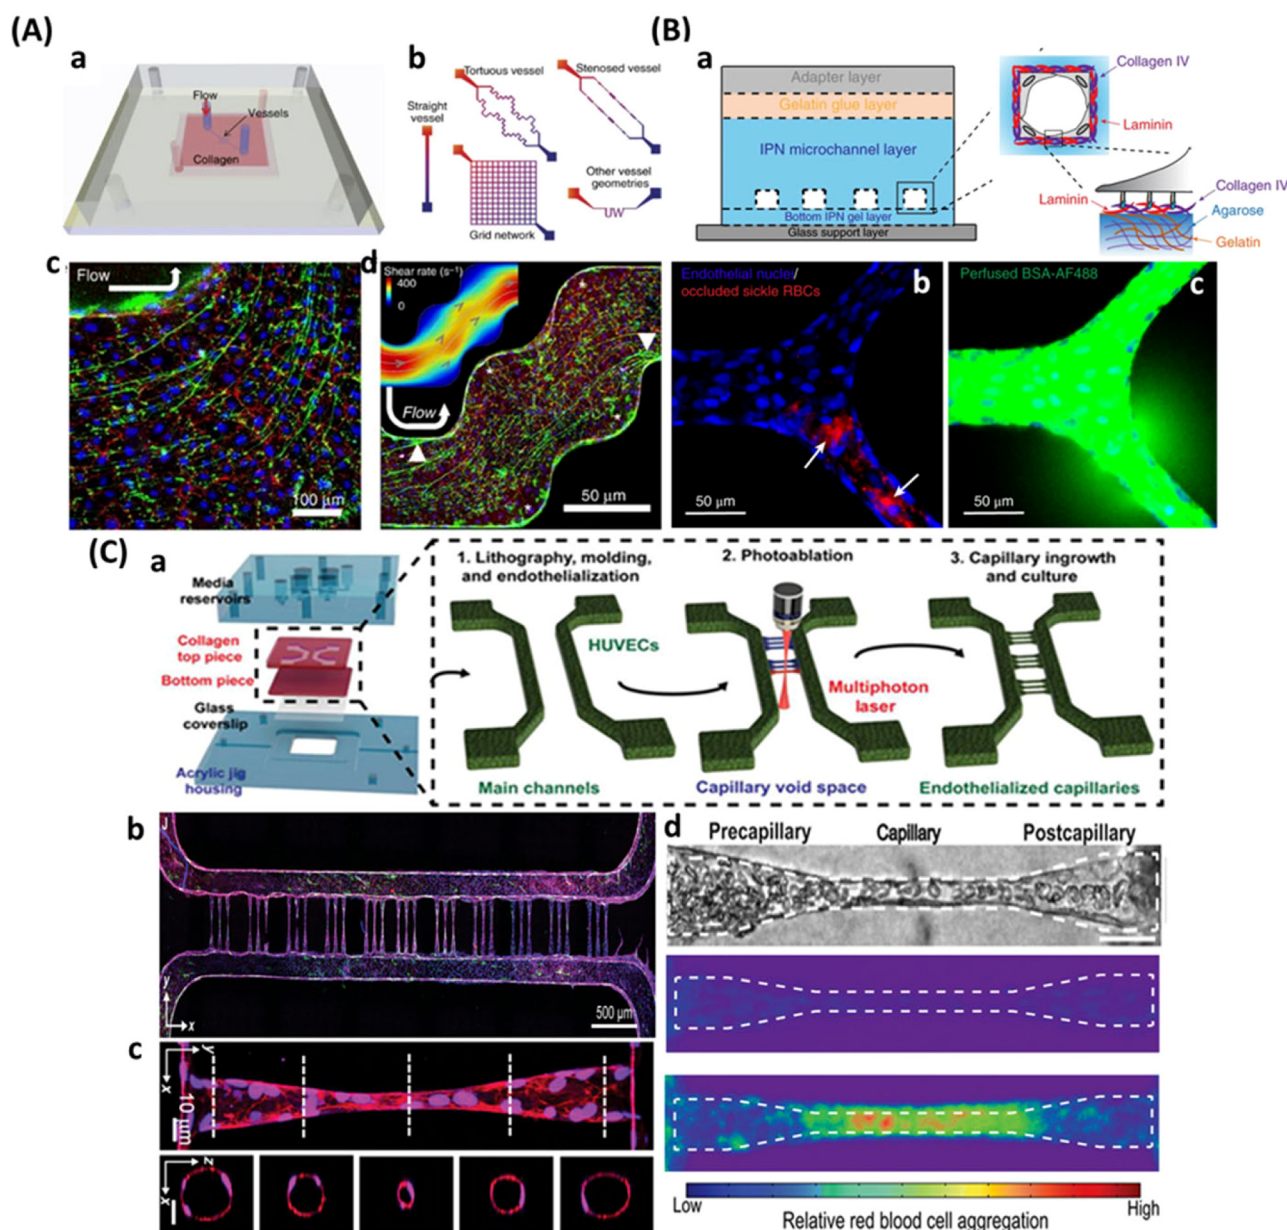 (A)
a
Flow
Vessels
Collagen
b
Tortuous vessel
Stenosed vessel
Straight
vessel
Other vessel
geometries
UW
Grid network
c
Flow
100 µm
d
Shear rate (s⁻¹)
400
0
Flow
50 µm
(B)
a
Adapter layer
Gelatin glue layer
IPN microchannel layer
Bottom IPN gel layer
Glass support layer
Collagen IV
Laminin
Collagen IV
Laminin
Agarose
Gelatin
Endothelial nuclei/
occluded sickle RBCs
b
50 µm
Perfused BSA-AF488
c
50 µm
(C)
a
Media
reservoirs
Collagen
top piece
Bottom piece
Glass
coverslip
Acrylic jig
housing
1. Lithography, molding,
and endothelialization
HUVECs
Main channels
2. Photoablation
Multiphoton
laser
Capillary void space
3. Capillary ingrowth
and culture
Endothelialized capillaries
b
J
y
x
500 µm
c
y
x
10 µm
z
x
d
Precapillary
Capillary
Postcapillary
Low
High
Relative red blood cell aggregation